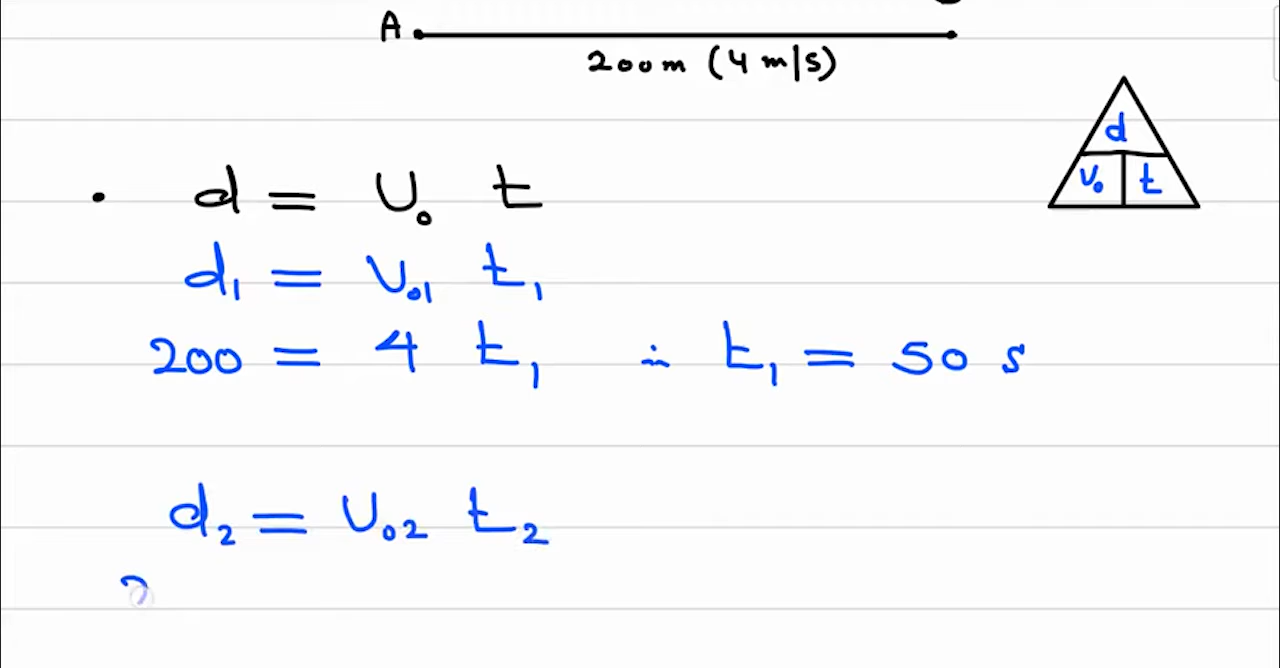 A
200m (4 m/s)
d
V₀ t
• d = V₀ t
d₁ = V₀₁ t₁
200 = 4 t₁ ∴ t₁ = 50 s
d₂ = V₀₂ t₂